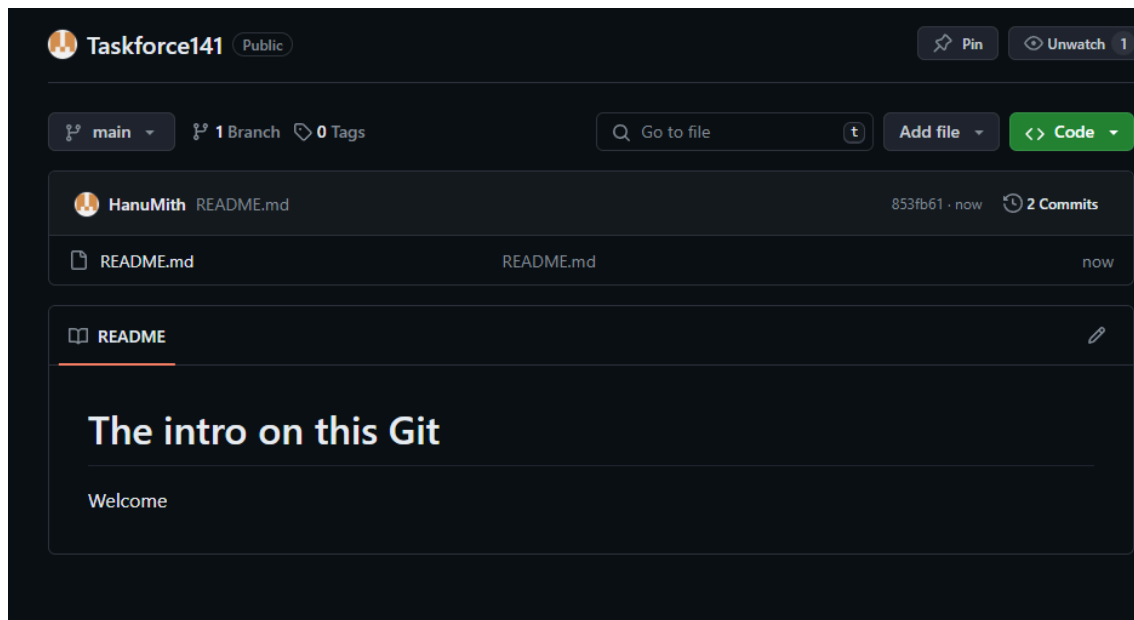 Taskforce141 Public Pin Unwatch 1
main 1 Branch 0 Tags Go to file t Add file <> Code
HanuMith README.md 853fb61 · now 2 Commits
README.md README.md now
README
The intro on this Git
Welcome